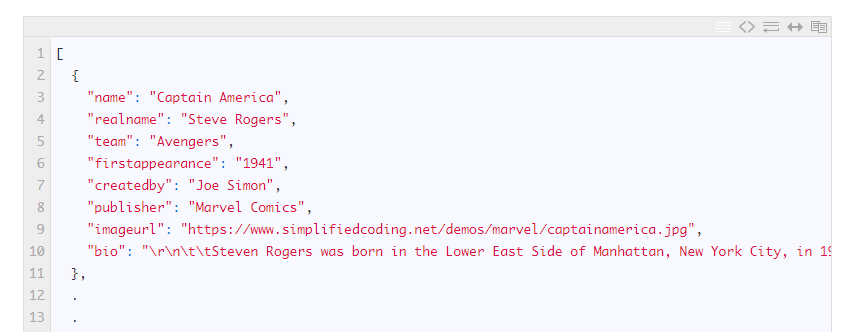 1 [
2 {
3 "name": "Captain America",
4 "realname": "Steve Rogers",
5 "team": "Avengers",
6 "firstappearance": "1941",
7 "createdby": "Joe Simon",
8 "publisher": "Marvel Comics",
9 "imageurl": "https://www.simplifiedcoding.net/demos/marvel/captainamerica.jpg",
10 "bio": "\r\n\t\tSteven Rogers was born in the Lower East Side of Manhattan, New York City, in
11 },
12 .
13 .